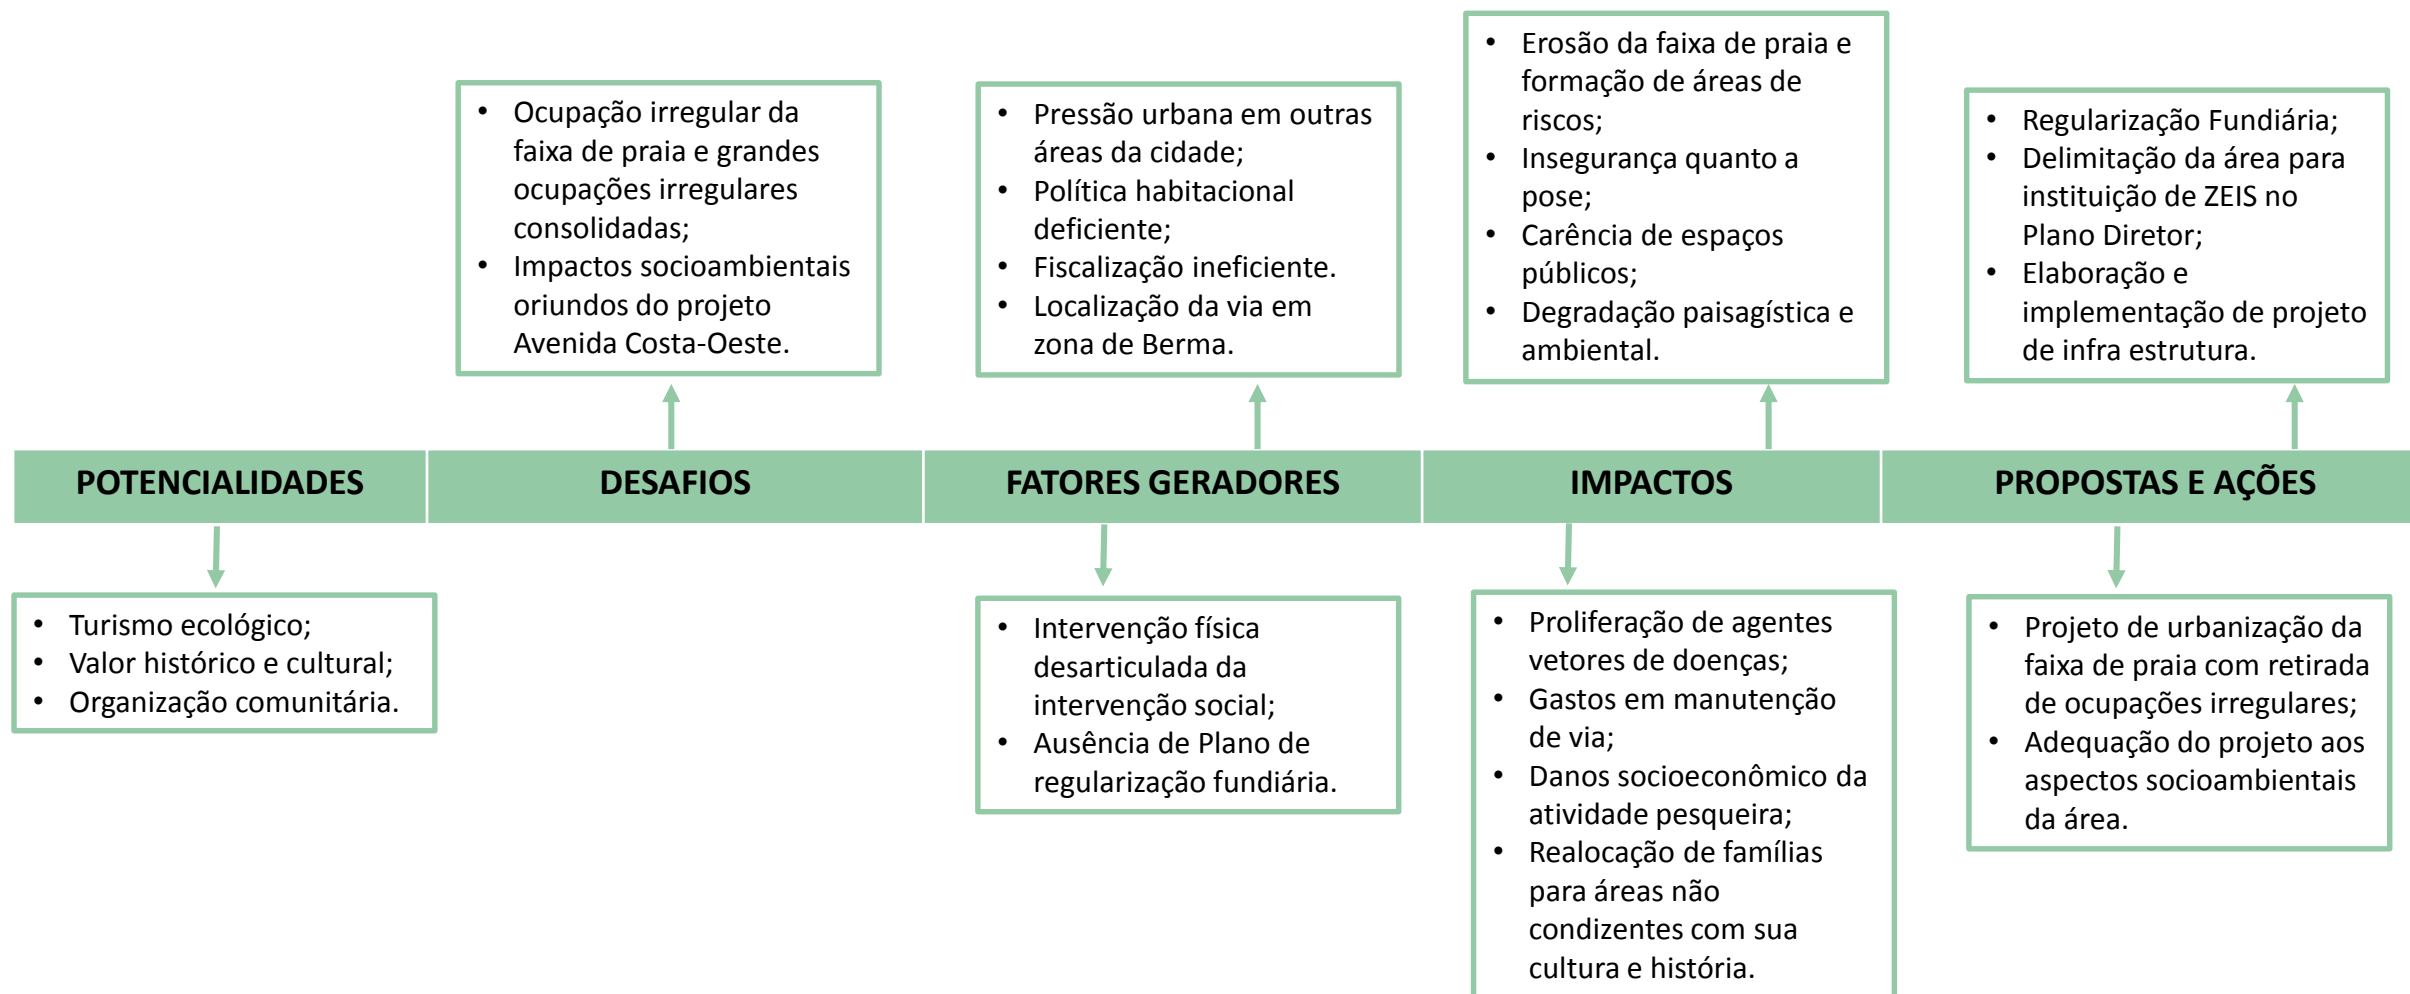 • Ocupação irregular da
faixa de praia e grandes
ocupações irregulares
consolidadas;
• Impactos socioambientais
oriundos do projeto
Avenida Costa-Oeste.
• Pressão urbana em outras
áreas da cidade;
• Política habitacional
deficiente;
• Fiscalização ineficiente.
• Localização da via em
zona de Berma.
• Erosão da faixa de praia e
formação de áreas de
riscos;
• Insegurança quanto a
pose;
• Carência de espaços
públicos;
• Degradação paisagística e
ambiental.
• Regularização Fundiária;
• Delimitação da área para
instituição de ZEIS no
Plano Diretor;
• Elaboração e
implementação de projeto
de infra estrutura.
POTENCIALIDADES
DESAFIOS
FATORES GERADORES
IMPACTOS
PROPOSTAS E AÇÕES
• Turismo ecológico;
• Valor histórico e cultural;
• Organização comunitária.
• Intervenção física
desarticulada da
intervenção social;
• Ausência de Plano de
regularização fundiária.
• Proliferação de agentes
vetores de doenças;
• Gastos em manutenção
de via;
• Danos socioeconômico da
atividade pesqueira;
• Realocação de famílias
para áreas não
condizentes com sua
cultura e história.
• Projeto de urbanização da
faixa de praia com retirada
de ocupações irregulares;
• Adequação do projeto aos
aspectos socioambientais
da área.